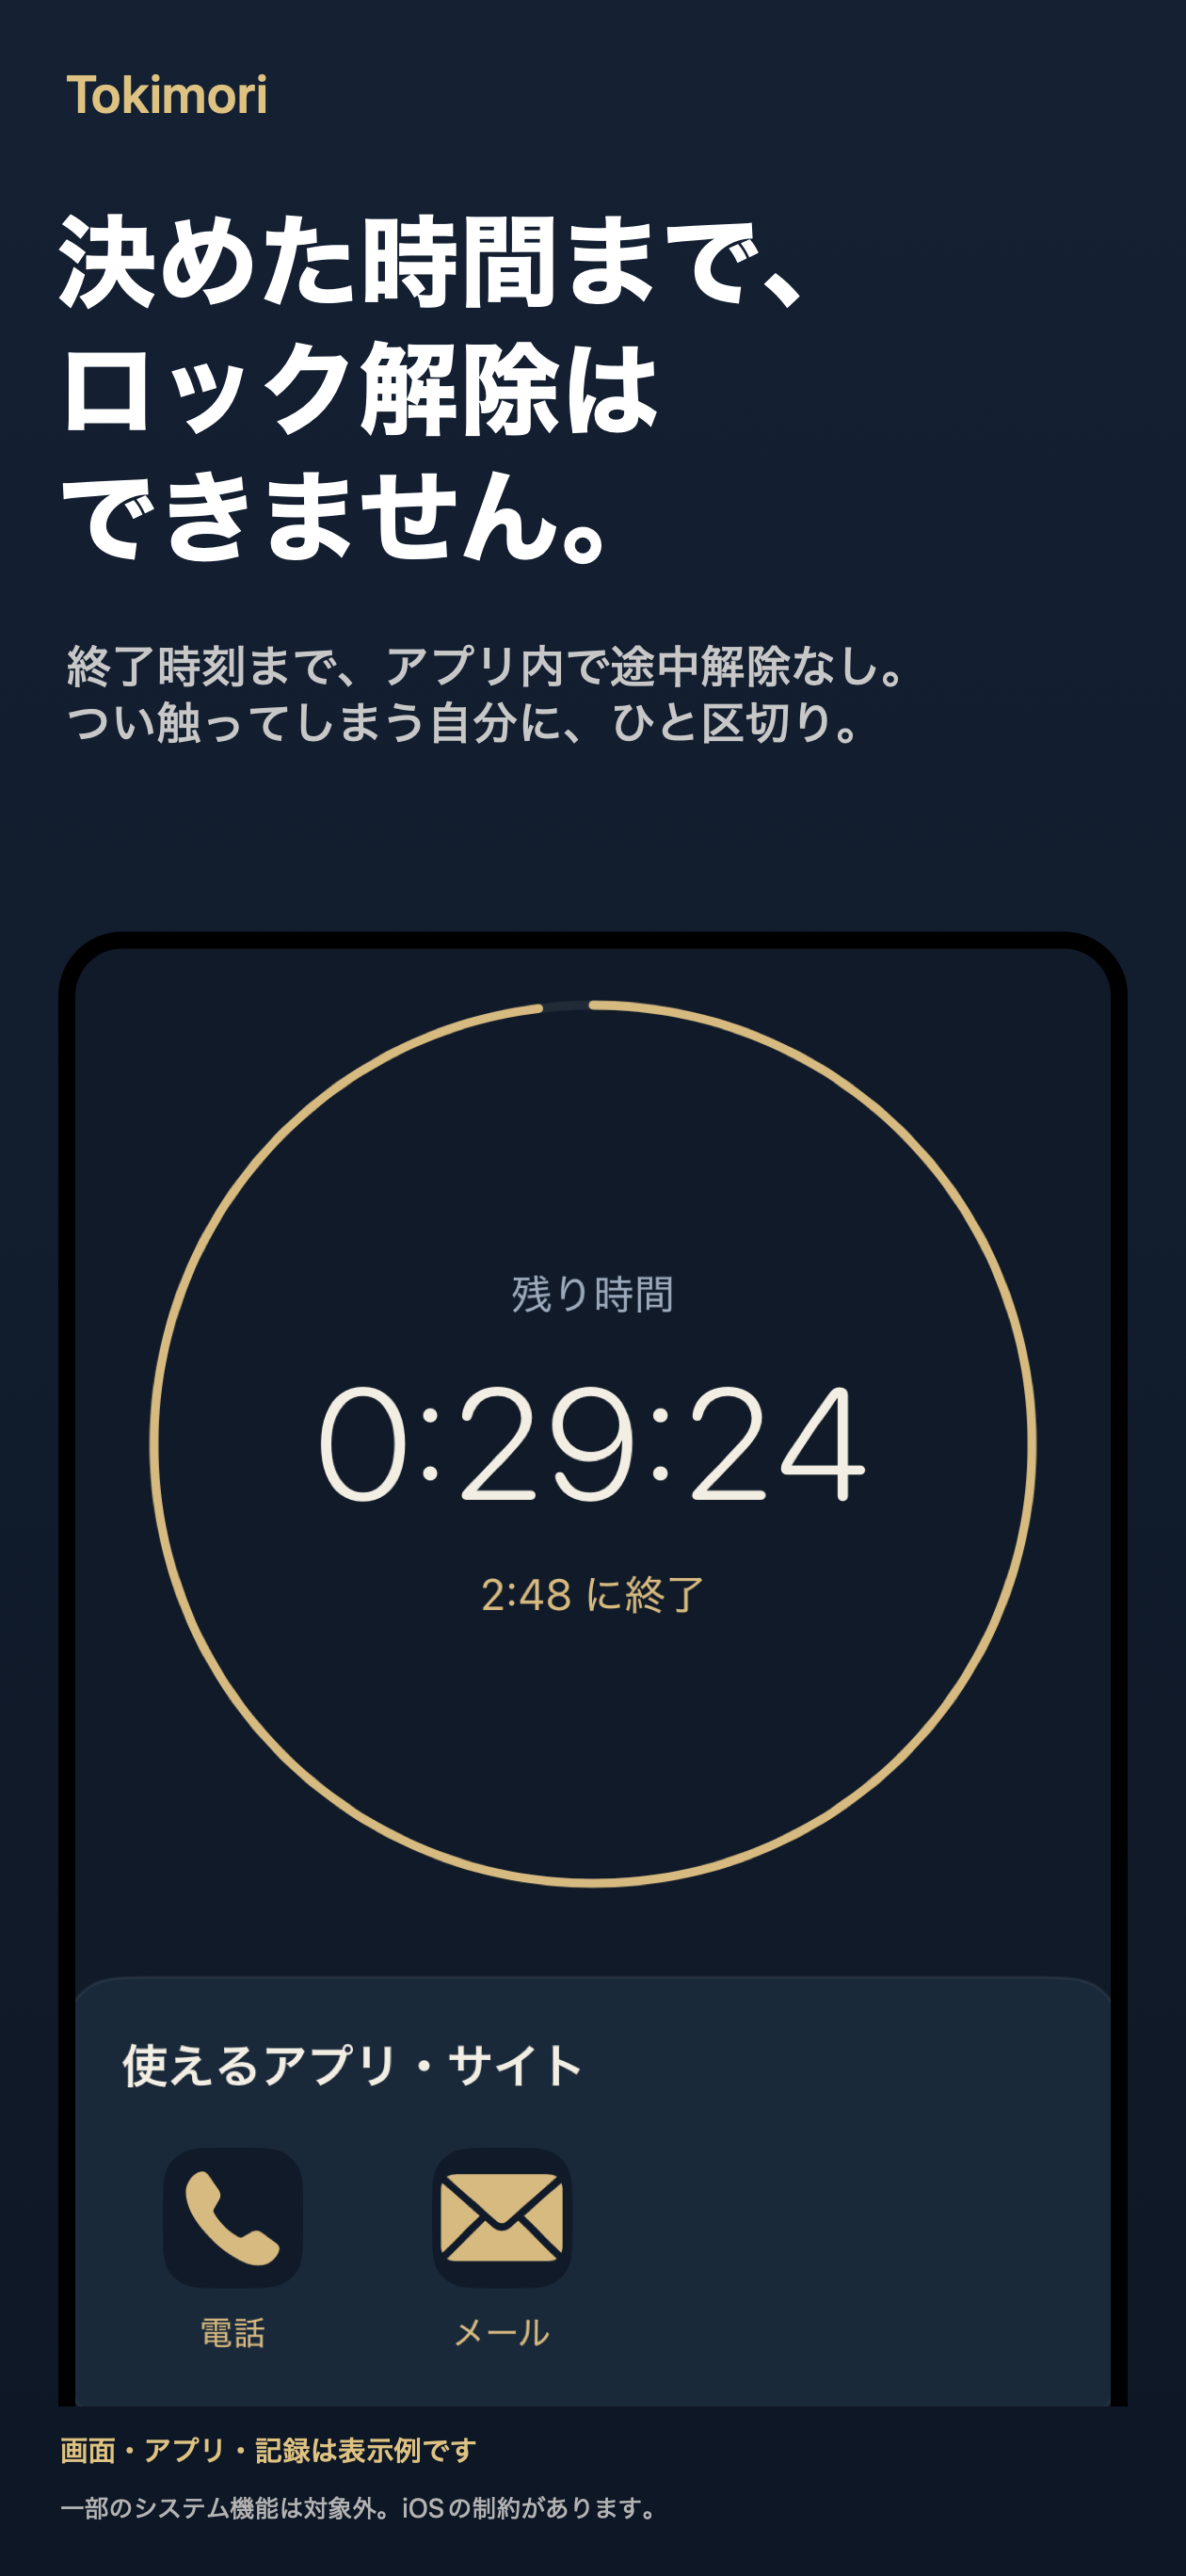 Tokimori
決めた時間まで、
ロック解除は
できません。
終了時刻まで、アプリ内で途中解除なし。
つい触ってしまう自分に、ひと区切り。
残り時間
0:29:24
2:48 に終了
使えるアプリ・サイト
電話 メール
画面・アプリ・記録は表示例です
一部のシステム機能は対象外。iOSの制約があります。